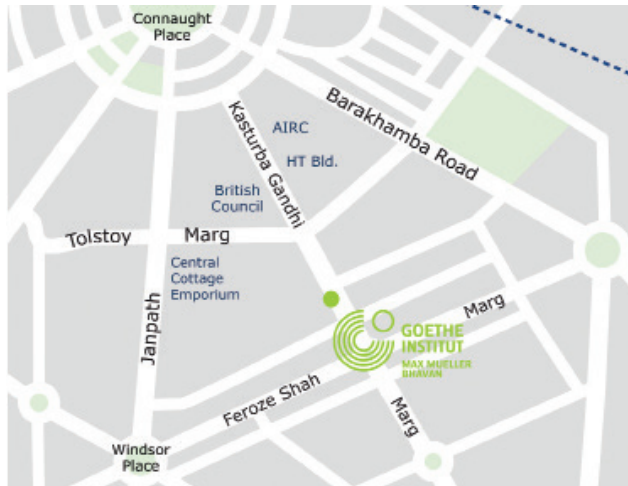 Connaught
Place
Kasturba Gandhi
AIRC
HT Bld.
Barakhamba Road
British
Council
Tolstoy Marg
Central
Cottage
Emporium
Janpath
Marg
GOETHE
INSTITUT
MAX MUELLER
BHAVAN
Feroze Shah
Marg
Windsor
Place